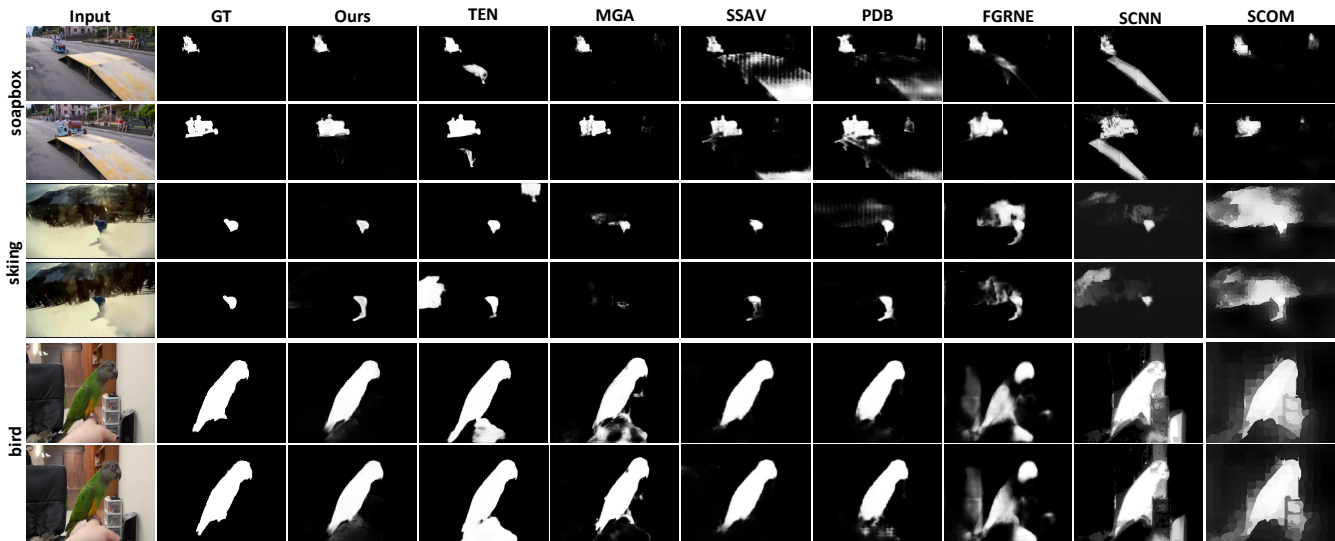 Input GT Ours TEN MGA SSAV PDB FGRNE SCNN SCOM
soapbox
skiing
bird